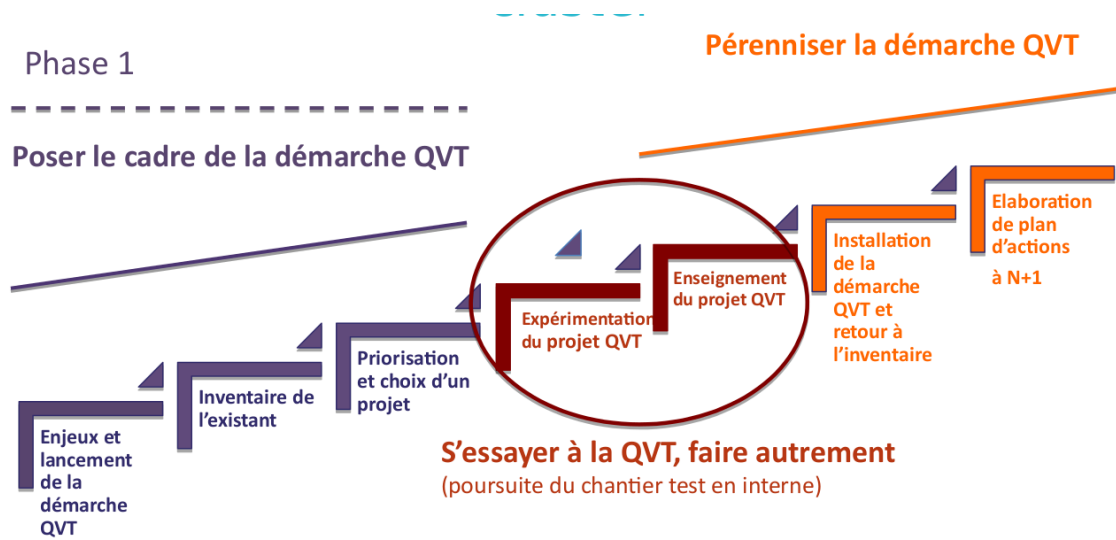 Pérenniser la démarche QVT
Phase 1
Poser le cadre de la démarche QVT
Enjeux et
lancement
de la
démarche
QVT
Inventaire de
l'existant
Priorisation
et choix d'un
projet
Expérimentation
du projet QVT
Enseignement
du projet QVT
Installation
de la
démarche
QVT et
retour à
l'inventaire
Elaboration
de plan
d'actions
à N+1
S'essayer à la QVT, faire autrement
(poursuite du chantier test en interne)